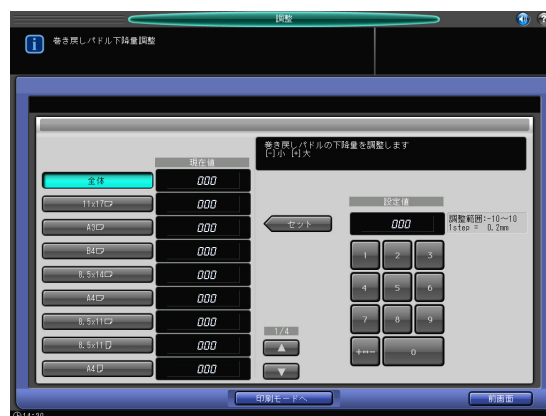 調整
巻き戻しパドル下降量調整
巻き戻しパドルの下降量を調整します
[-]小 [+]大
現在値
全体 000
11x17 000
A3 000
B4 000
8.5x14 000
A4 000
8.5x11 000
8.5x11 000
A4 000
セット
設定値
000
調整範囲:-10～10
1step = 0.2mm
1 2 3
4 5 6
7 8 9
+↔- 0
1/4
印刷モードへ
前画面
14:30